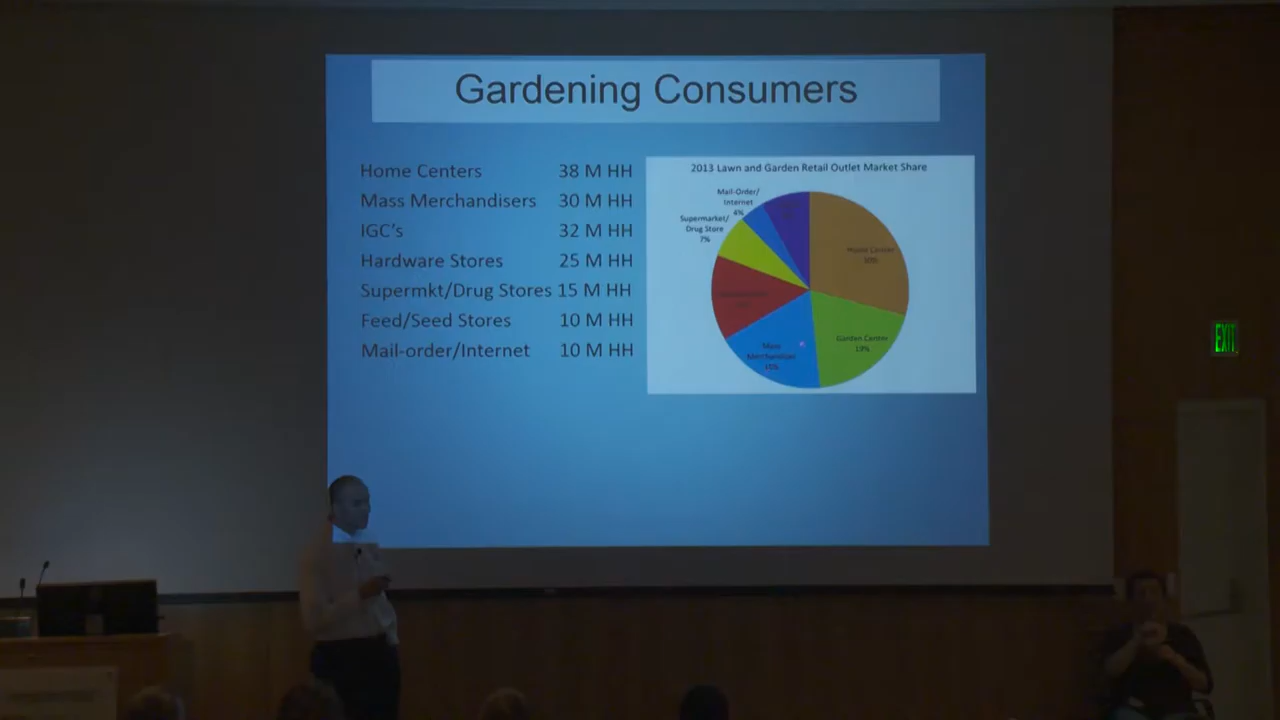 Gardening Consumers
Home Centers 38 M HH
Mass Merchandisers 30 M HH
IGC's 32 M HH
Hardware Stores 25 M HH
Supermkt/Drug Stores 15 M HH
Feed/Seed Stores 10 M HH
Mail-order/Internet 10 M HH
2013 Lawn and Garden Retail Outlet Market Share
Mail-Order/
Internet
4%
Supermarket/
Drug Store
7%
Home Center
Garden Center
19%
Mass
Merchandiser
EXIT